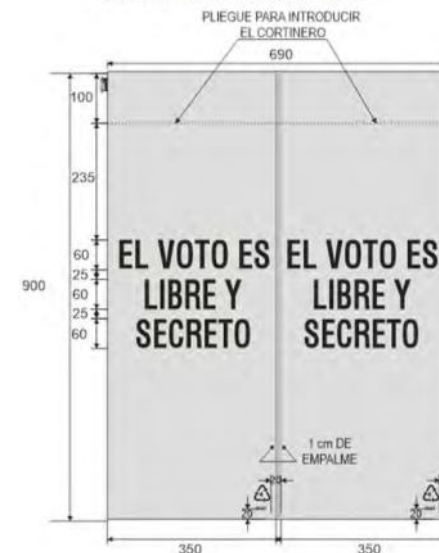 PLIEGUE PARA INTRODUCIR
EL CORTINERO
690
100
235
60
25
60
25
60
900
EL VOTO ES
LIBRE Y
SECRETO
EL VOTO ES
LIBRE Y
SECRETO
1 cm DE
EMPALME
20
20
20
350
350